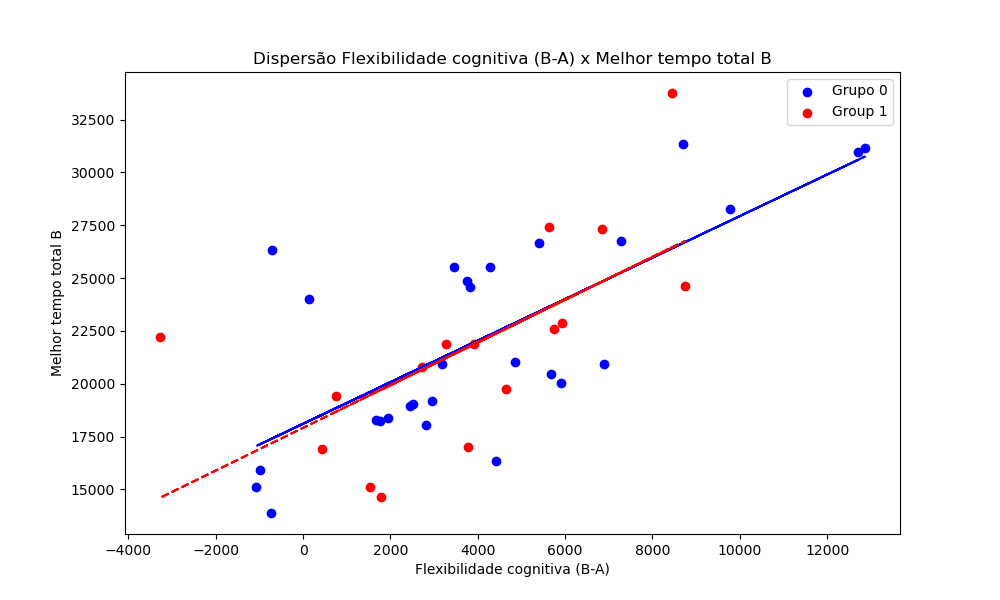 Dispersão Flexibilidade cognitiva (B-A) x Melhor tempo total B
Grupo 0
Group 1
32500
30000
27500
25000
22500
20000
17500
15000
Melhor tempo total B
−4000 −2000 0 2000 4000 6000 8000 10000 12000
Flexibilidade cognitiva (B-A)